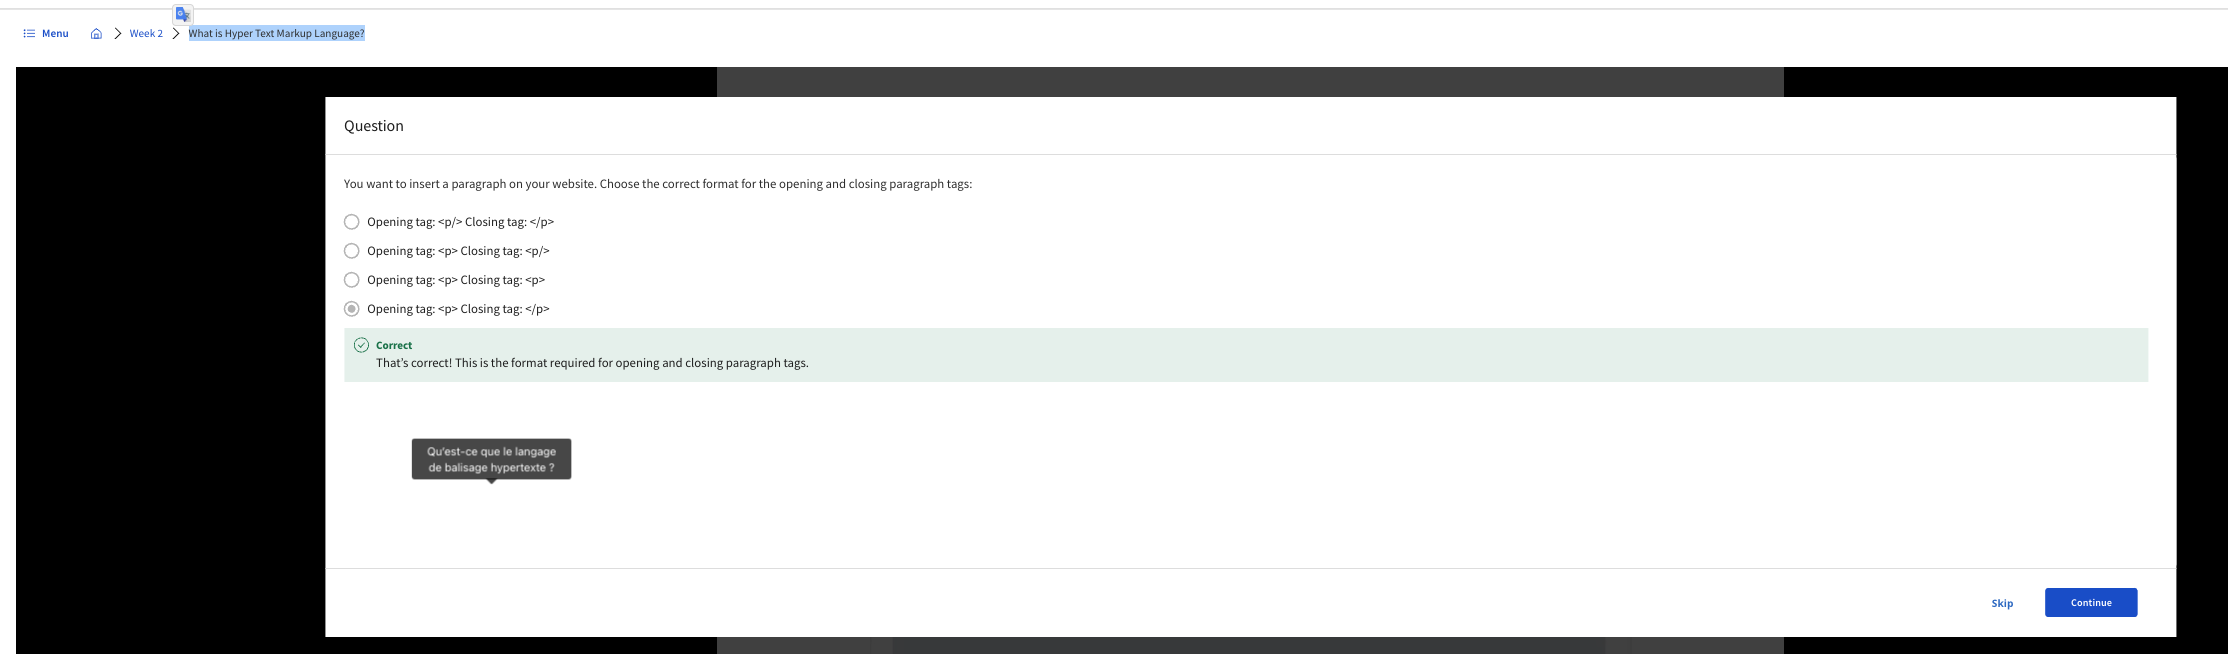 Menu Week 2 What is Hyper Text Markup Language?
Question
You want to insert a paragraph on your website. Choose the correct format for the opening and closing paragraph tags:
Opening tag: <p/> Closing tag: </p>
Opening tag: <p> Closing tag: <p/>
Opening tag: <p> Closing tag: <p>
Opening tag: <p> Closing tag: </p>
Correct
That's correct! This is the format required for opening and closing paragraph tags.
Qu'est-ce que le langage
de balisage hypertexte ?
Skip Continue